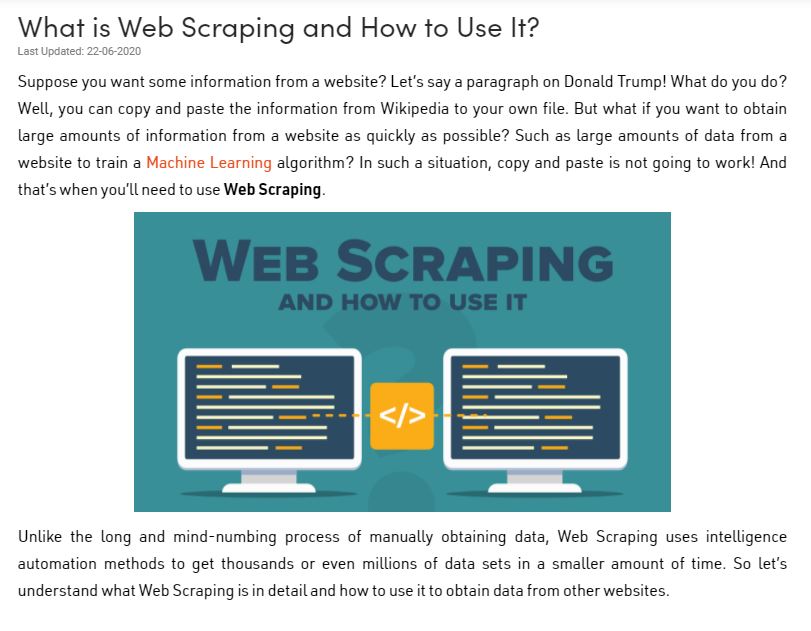 What is Web Scraping and How to Use It?
Last Updated: 22-06-2020
Suppose you want some information from a website? Let's say a paragraph on Donald Trump! What do you do?
Well, you can copy and paste the information from Wikipedia to your own file. But what if you want to obtain
large amounts of information from a website as quickly as possible? Such as large amounts of data from a
website to train a Machine Learning algorithm? In such a situation, copy and paste is not going to work! And
that's when you'll need to use Web Scraping.
WEB SCRAPING
AND HOW TO USE IT
</>
Unlike the long and mind-numbing process of manually obtaining data, Web Scraping uses intelligence
automation methods to get thousands or even millions of data sets in a smaller amount of time. So let's
understand what Web Scraping is in detail and how to use it to obtain data from other websites.